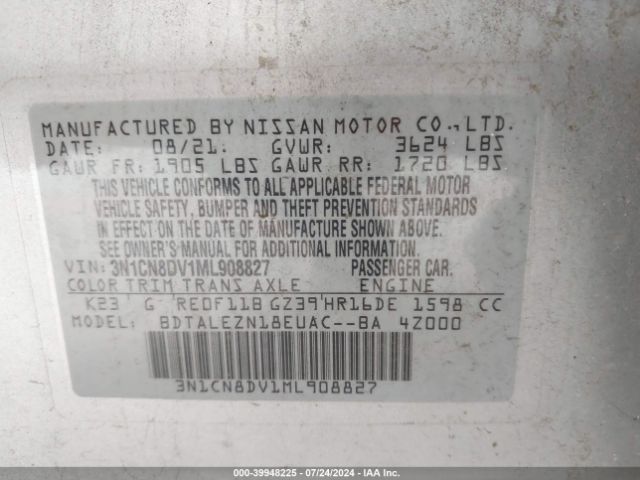 MANUFACTURED BY NISSAN MOTOR CO.,LTD.
DATE: 08/21: GVWR: 3624 LBS
GAWR FR: 1905 LBS GAWR RR: 1720 LBS
THIS VEHICLE CONFORMS TO ALL APPLICABLE FEDERAL MOTOR
VEHICLE SAFETY, BUMPER AND THEFT PREVENTION STANDARDS
IN EFFECT ON THE DATE OF MANUFACTURE SHOWN ABOVE.
SEE OWNER'S MANUAL FOR ADDITIONAL INFORMATION.
VIN: 3N1CN8DV1ML908827 PASSENGER CAR.
COLOR TRIM TRANS AXLE ENGINE
K23 G RE0F11B GZ39 HR16DE 1598 CC
MODEL: BDTALEZN18EUAC--BA 4Z000
3N1CN8DV1ML908827
000-39948225 - 07/24/2024 - IAA Inc.